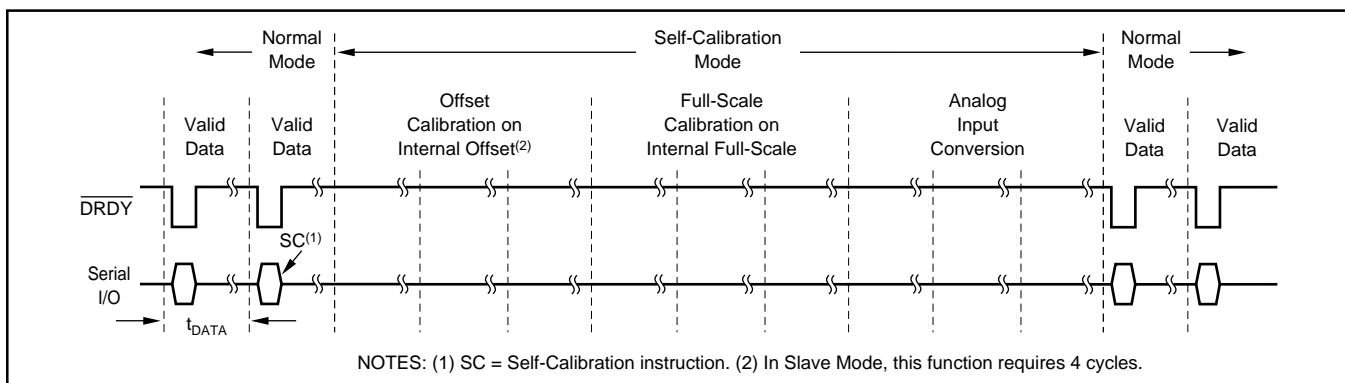 Normal
Mode
Self-Calibration
Mode
Normal
Mode
Valid
Data
Valid
Data
Offset
Calibration on
Internal Offset(2)
Full-Scale
Calibration on
Internal Full-Scale
Analog
Input
Conversion
Valid
Data
Valid
Data
DRDY
SC(1)
Serial
I/O
tDATA
NOTES: (1) SC = Self-Calibration instruction. (2) In Slave Mode, this function requires 4 cycles.